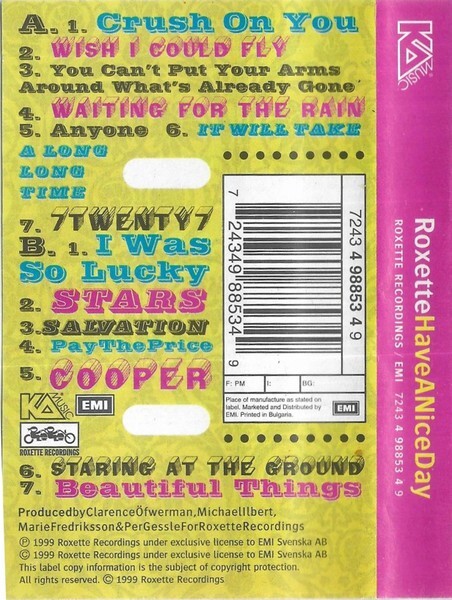 A. 1. Crush On You
2. WISH I COULD FLY
3. You Can't Put Your Arms
Around What's Already Gone
4. WAITING FOR THE RAIN
5. Anyone 6. IT WILL TAKE
A LONG
LONG
TIME
7. 7TWENTY7
B. 1. I Was
So Lucky
2. STARS
3. SALVATION
4. PayThePrice
5. COOPER
KA MUSIC EMI
ROXETTE RECORDINGS
6. STARING AT THE GROUND
7. Beautiful Things
ProducedbyClarenceÖfwerman,MichaelIlbert,
MarieFredriksson&PerGessleForRoxetteRecordings
℗ 1999 Roxette Recordings under exclusive license to EMI Svenska AB
© 1999 Roxette Recordings under exclusive license to EMI Svenska AB
This label copy information is the subject of copyright protection.
All rights reserved. © 1999 Roxette Recordings
7243 4 98853 4 9
7 24349 88534 9
F: PM I: BG:
Place of manufacture as stated on
label. Marketed and Distributed by
EMI. Printed in Bulgaria.
EMI
KA MUSIC
RoxetteHaveANiceDay
ROXETTE RECORDINGS / EMI 7243 4 98853 4 9